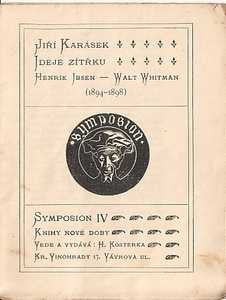 Jiří Karásek
Ideje zítřku
Henrik Ibsen — Walt Whitman
(1894-1898)
SYMPOSION
Symposion IV
Knihy nové doby
Vede a vydává: H. Kosterka
Kr. Vinohrady 17. Vávrova ul.